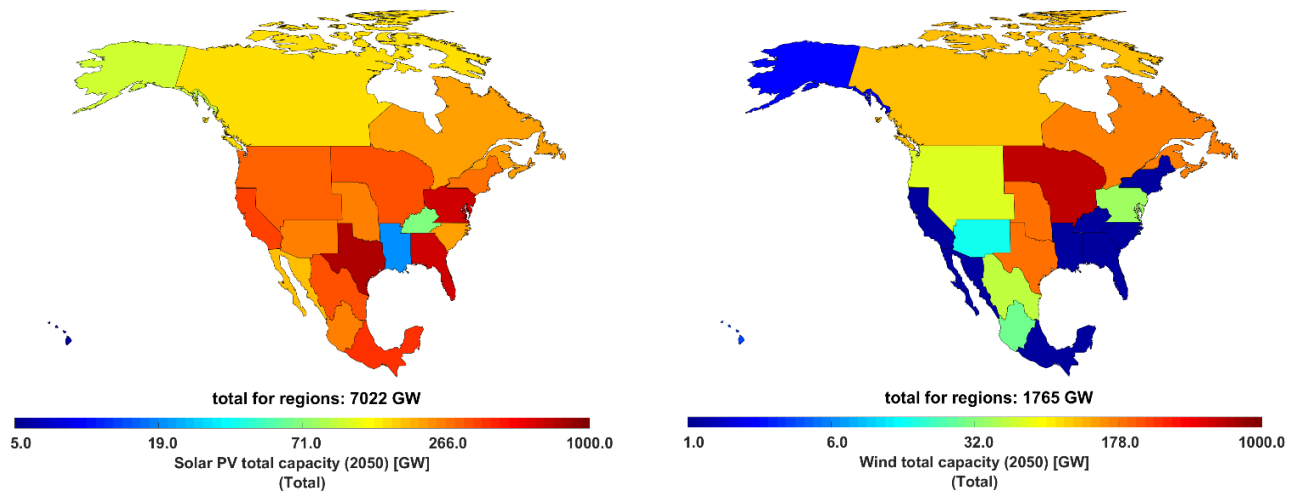 total for regions: 7022 GW
5.0 19.0 71.0 266.0 1000.0
Solar PV total capacity (2050) [GW]
(Total)
total for regions: 1765 GW
1.0 6.0 32.0 178.0 1000.0
Wind total capacity (2050) [GW]
(Total)